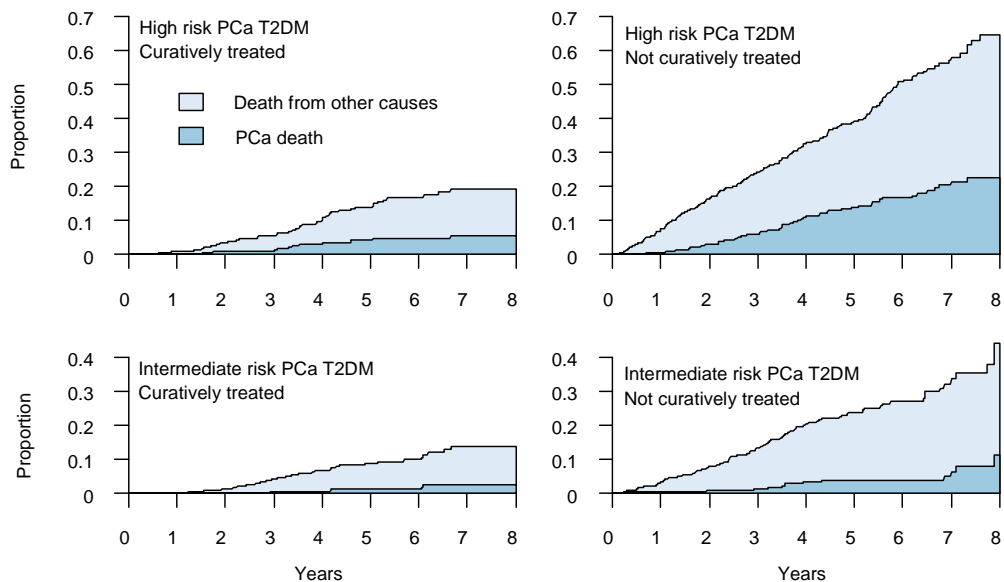 High risk PCa T2DM
Curatively treated
Death from other causes
PCa death
Proportion
0.7
0.6
0.5
0.4
0.3
0.2
0.1
0
0 1 2 3 4 5 6 7 8
High risk PCa T2DM
Not curatively treated
0.7
0.6
0.5
0.4
0.3
0.2
0.1
0
0 1 2 3 4 5 6 7 8
Intermediate risk PCa T2DM
Curatively treated
Proportion
0.4
0.3
0.2
0.1
0
0 1 2 3 4 5 6 7 8
Years
Intermediate risk PCa T2DM
Not curatively treated
0.4
0.3
0.2
0.1
0
0 1 2 3 4 5 6 7 8
Years